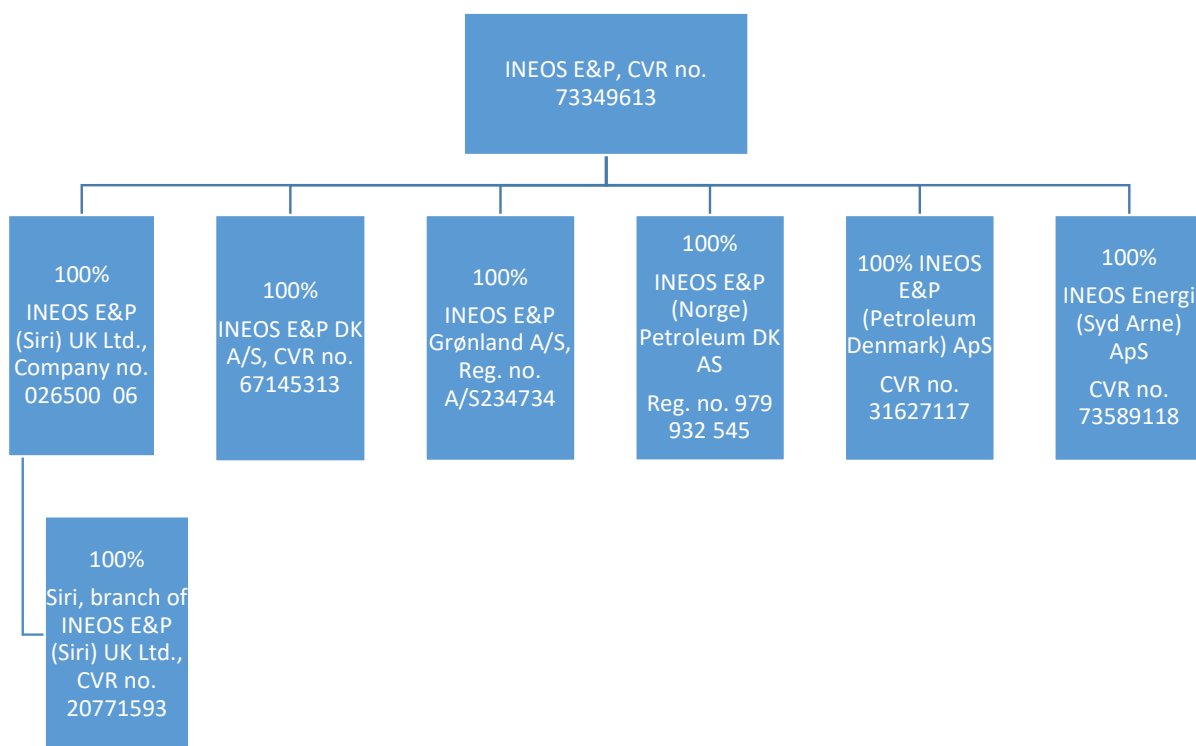 INEOS E&P, CVR no.
73349613
100%
INEOS E&P
(Siri) UK Ltd.,
Company no.
026500  06
100%
INEOS E&P DK
A/S, CVR no.
67145313
100%
INEOS E&P
Grønland A/S,
Reg. no.
A/S234734
100%
INEOS E&P
(Norge)
Petroleum DK
AS
Reg. no. 979
932 545
100% INEOS
E&P
(Petroleum
Denmark) ApS
CVR no.
31627117
100%
INEOS Energi
(Syd Arne)
ApS
CVR no.
73589118
100%
Siri, branch of
INEOS E&P
(Siri) UK Ltd.,
CVR no.
20771593